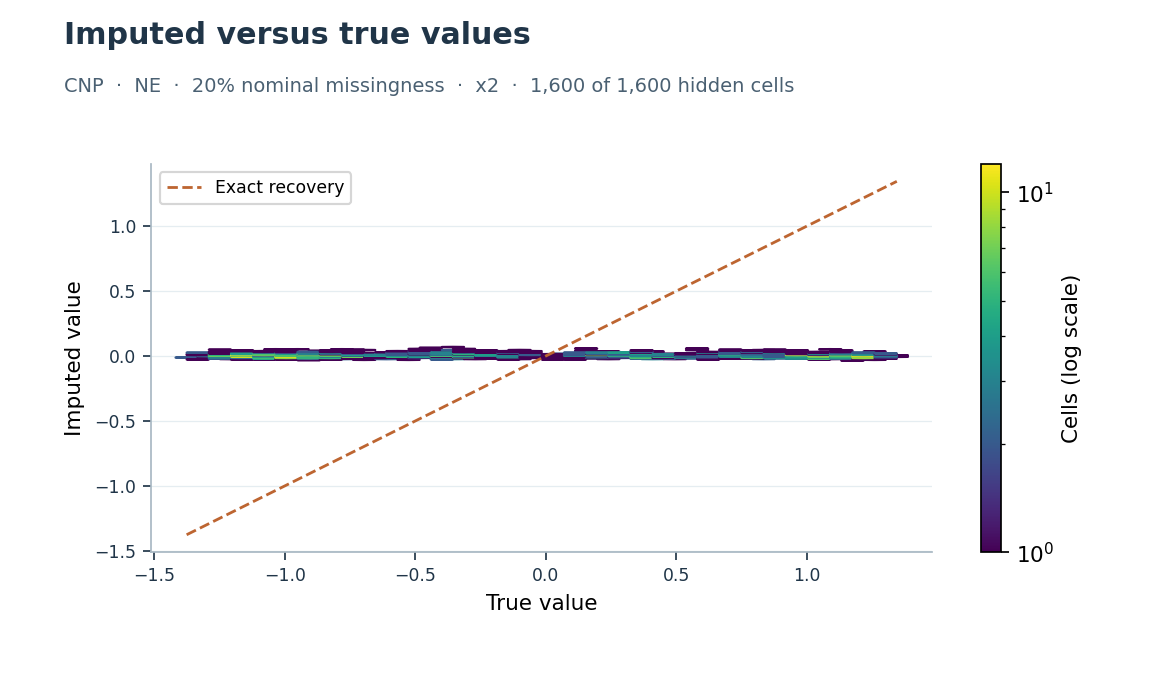 Imputed versus true values
CNP · NE · 20% nominal missingness · x2 · 1,600 of 1,600 hidden cells
Exact recovery
1.0
0.5
0.0
−0.5
−1.0
−1.5
Imputed value
−1.5
−1.0
−0.5
0.0
0.5
1.0
True value
10¹
10⁰
Cells (log scale)